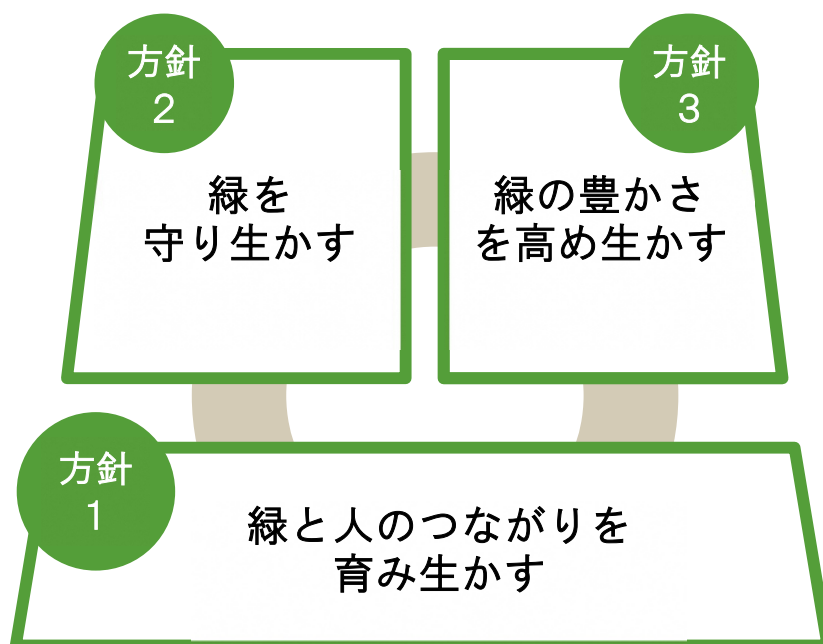 方針
2
緑を
守り生かす
方針
3
緑の豊かさ
を高め生かす
方針
1
緑と人のつながりを
育み生かす